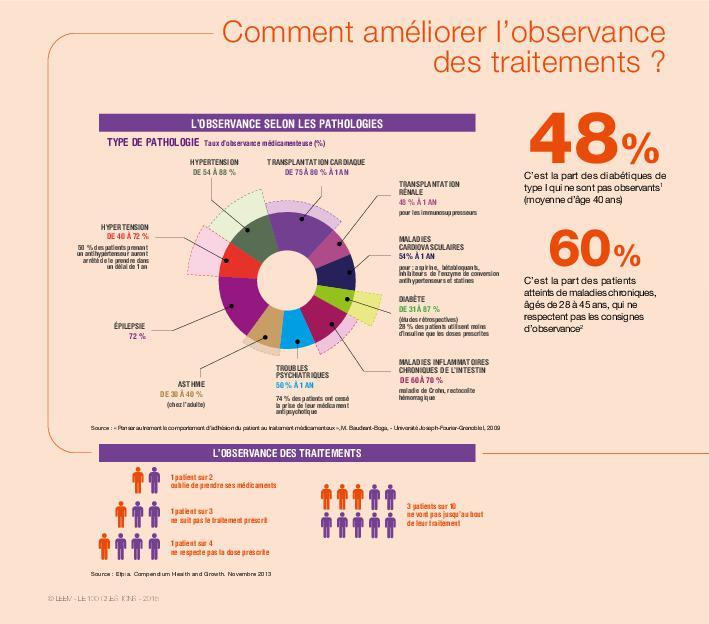 Comment améliorer l'observance
des traitements ?
L'OBSERVANCE SELON LES PATHOLOGIES
TYPE DE PATHOLOGIE Taux d'observance médicamenteuse (%)
HYPERTENSION
DE 54 À 88 %
TRANSPLANTATION CARDIAQUE
DE 75 À 80 % À 1 AN
TRANSPLANTATION
RÉNALE
48 % À 1 AN
pour les immunosuppresseurs
MALADIES
CARDIOVASCULAIRES
54% À 1 AN
pour : aspirine, bétabloquants,
inhibiteurs de l'enzyme de conversion
antihypertenseurs et statines
DIABÈTE
DE 31 À 87 %
(études rétrospectives)
28 % des patients utilisent moins
d'insuline que les doses prescrites
MALADIES INFLAMMATOIRES
CHRONIQUES DE L'INTESTIN
DE 60 À 70 %
maladie de Crohn, rectocolite
hémorragique
TROUBLES
PSYCHIATRIQUES
50 % À 1 AN
74 % des patients ont cessé
la prise de leur médicament
antipsychotique
ASTHME
DE 30 À 40 %
(chez l'adulte)
ÉPILEPSIE
72 %
HYPERTENSION
DE 40 À 72 %
50 % des patients prenant
un antihypertenseur auront
arrêté de le prendre dans
un délai de 1 an
Source : « Penser autrement le comportement d'adhésion du patient au traitement médicamenteux », M. Baudrant-Boga, - Université Joseph-Fourier-Grenoble I, 2009
48%
C'est la part des diabétiques de
type I qui ne sont pas observants¹
(moyenne d'âge 40 ans)
60%
C'est la part des patients
atteints de maladies chroniques,
âgés de 28 à 45 ans, qui ne
respectent pas les consignes
d'observance²
L'OBSERVANCE DES TRAITEMENTS
1 patient sur 2
oublie de prendre ses médicaments
1 patient sur 3
ne suit pas le traitement prescrit
1 patient sur 4
ne respecte pas la dose prescrite
3 patients sur 10
ne vont pas jusqu'au bout
de leur traitement
Source : Efpia. Compendium Health and Growth. Novembre 2013
© LEEM - LE 100 QUESTIONS - 2015